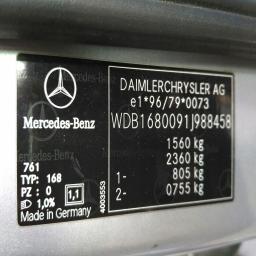 DAIMLERCHRYSLER AG
e1*96/79*0073
WDB1680091J988458
Mercedes-Benz
1560 kg
2360 kg
1- 805 kg
2- 0755 kg
761
TYP: 168
PZ : 0
1,0%
1.1
Made in Germany
4003553